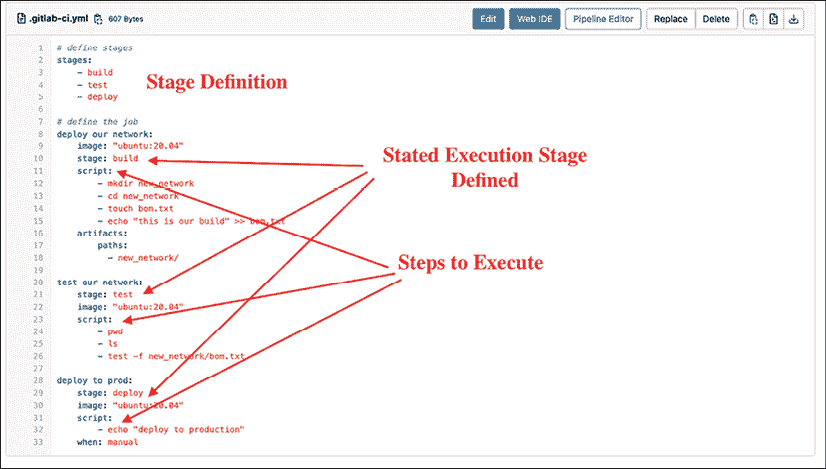 .gitlab-ci.yml 607 Bytes Edit Web IDE Pipeline Editor Replace Delete
1 # define stages
2 stages:
3 - build
4 - test
5 - deploy
Stage Definition
6
7 # define the job
8 deploy our network:
9 image: "ubuntu:20.04"
10 stage: build
11 script:
12 - mkdir new_network
13 - cd new_network
14 - touch bom.txt
15 - echo "this is our build" >> bom.txt
16 artifacts:
17 paths:
18 - new_network/
19
Stated Execution Stage
Defined
Steps to Execute
20 test our network:
21 stage: test
22 image: "ubuntu:20.04"
23 script:
24 - pwd
25 - ls
26 - test -f new_network/bom.txt
27
28 deploy to prod:
29 stage: deploy
30 image: "ubuntu:20.04"
31 script:
32 - echo "deploy to production"
33 when: manual